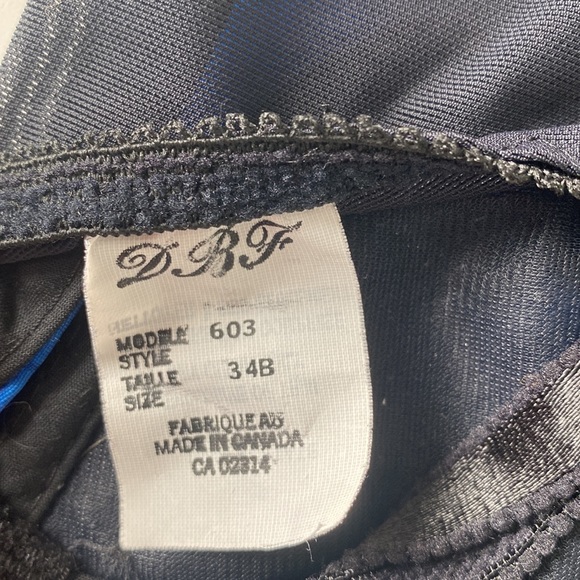 DRF
MODELE 603
STYLE
TAILLE 34B
SIZE
FABRIQUE AU
MADE IN CANADA
CA 02314